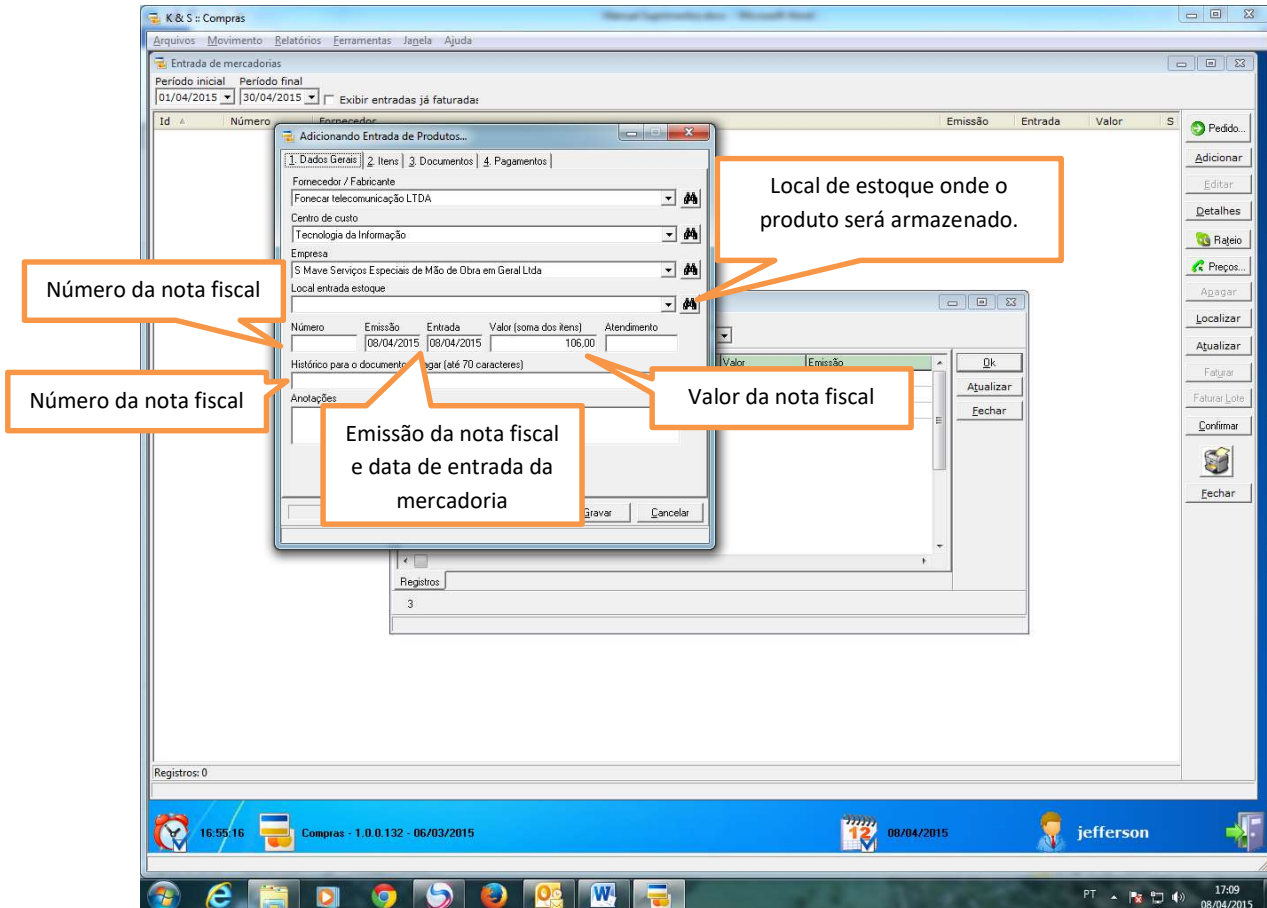 K & S :: Compras
Manual Suprimentos.docx - Microsoft Word
Arquivos Movimento Relatórios Ferramentas Janela Ajuda
Entrada de mercadorias
Período inicial Período final
01/04/2015 30/04/2015 Exibir entradas já faturadas
Id Número Fornecedor Emissão Entrada Valor S
Adicionando Entrada de Produtos...
1. Dados Gerais 2. Itens 3. Documentos 4. Pagamentos
Fornecedor / Fabricante
Fonecar telecomunicação LTDA
Centro de custo
Tecnologia da Informação
Empresa
S Mave Serviços Especiais de Mão de Obra em Geral Ltda
Local entrada estoque
Número Emissão Entrada Valor (soma dos itens) Atendimento
08/04/2015 08/04/2015 106,00
Histórico para o documento agar (até 70 caracteres)
Anotações
Gravar Cancelar
Local de estoque onde o
produto será armazenado.
Número da nota fiscal
Número da nota fiscal
Emissão da nota fiscal
e data de entrada da
mercadoria
Valor da nota fiscal
Valor Emissão
Ok
Atualizar
Fechar
Registros
3
Pedido...
Adicionar
Editar
Detalhes
Rateio
Preços...
Apagar
Localizar
Atualizar
Faturar
Faturar Lote
Confirmar
Fechar
Registros: 0
16:55:16 Compras - 1.0.0.132 - 06/03/2015 12 08/04/2015 jefferson
PT 17:09
08/04/2015